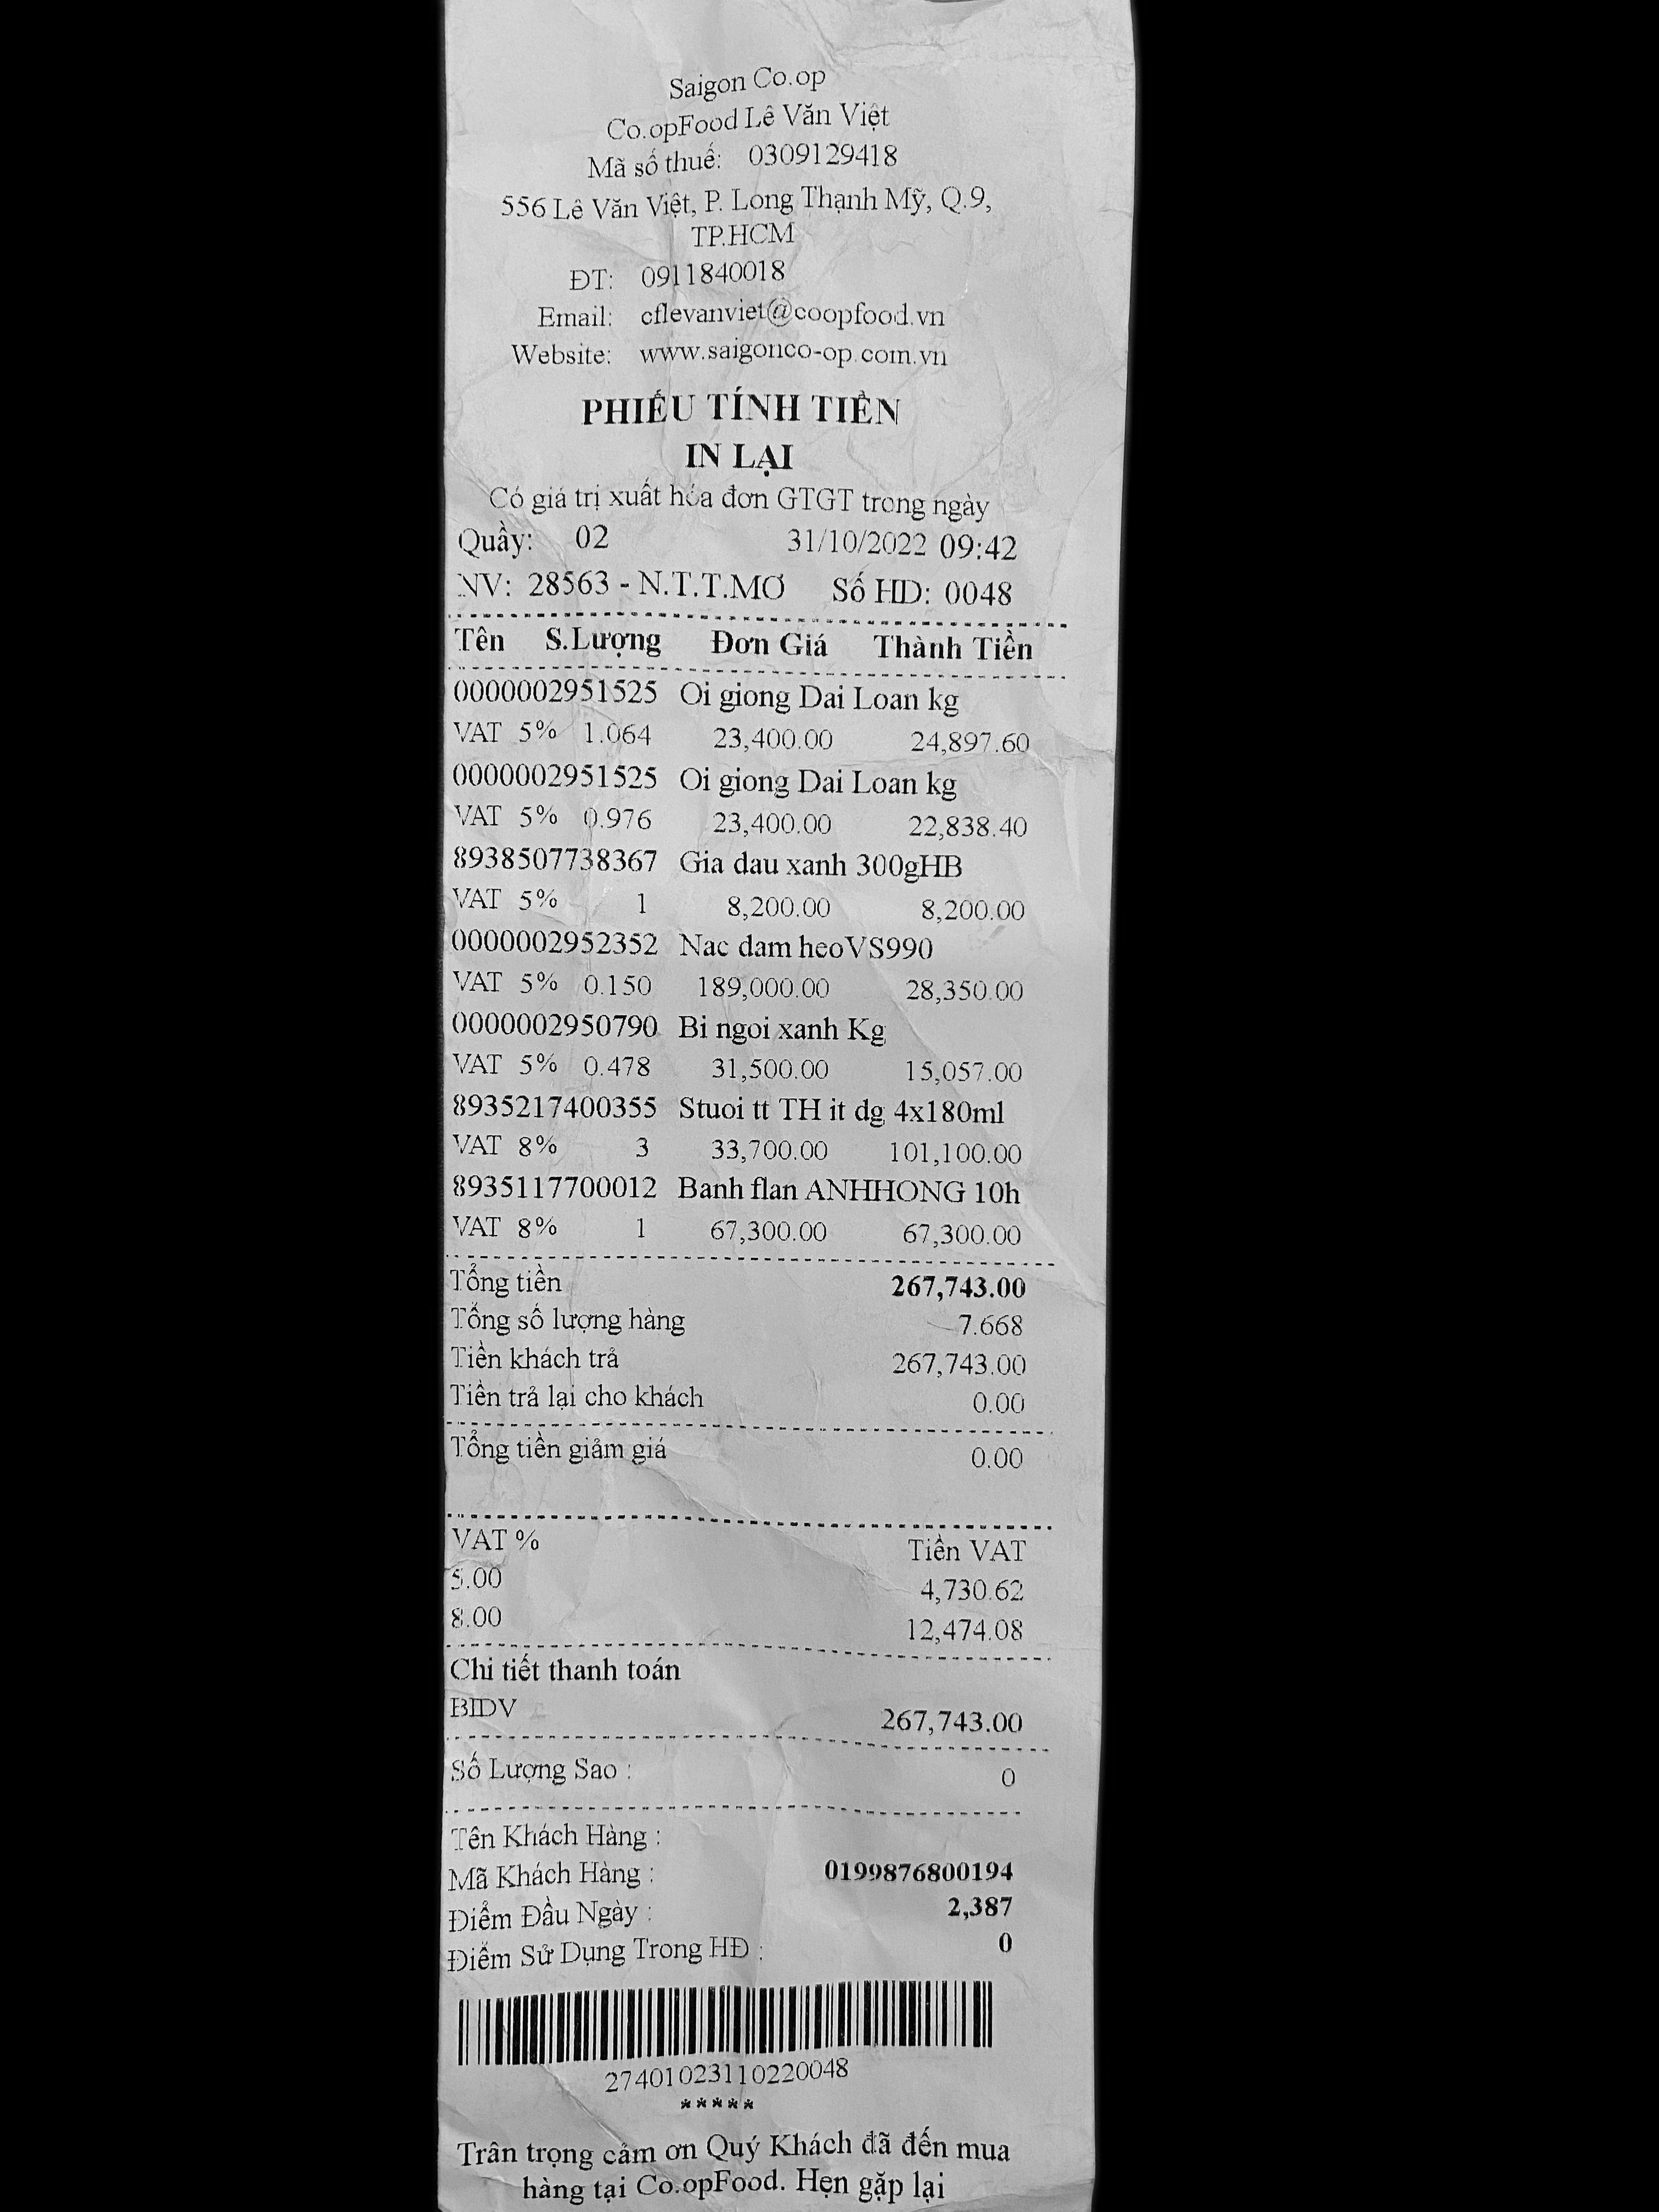 Saigon Co.op
Co.opFood Lê Văn Việt
Mã số thuế: 0309129418
556 Lê Văn Việt, P. Long Thạnh Mỹ, Q.9,
TP.HCM
ĐT: 0911840018
Email: cflevanviet@coopfood.vn
Website: www.saigonco-op.com.vn
PHIẾU TÍNH TIỀN
IN LẠI
Có giá trị xuất hóa đơn GTGT trong ngày
Quầy: 02 31/10/2022 09:42
NV: 28563 - N.T.T.MƠ Số HD: 0048
Tên S.Lượng Đơn Giá Thành Tiền
0000002951525 Oi giong Dai Loan kg
VAT 5% 1.064 23,400.00 24,897.60
0000002951525 Oi giong Dai Loan kg
VAT 5% 0.976 23,400.00 22,838.40
8938507738367 Gia dau xanh 300gHB
VAT 5% 1 8,200.00 8,200.00
0000002952352 Nac dam heoVS990
VAT 5% 0.150 189,000.00 28,350.00
0000002950790 Bi ngoi xanh Kg
VAT 5% 0.478 31,500.00 15,057.00
8935217400355 Stuoi tt TH it dg 4x180ml
VAT 8% 3 33,700.00 101,100.00
8935117700012 Banh flan ANHHONG 10h
VAT 8% 1 67,300.00 67,300.00
Tổng tiền 267,743.00
Tổng số lượng hàng 7.668
Tiền khách trả 267,743.00
Tiền trả lại cho khách 0.00
Tổng tiền giảm giá 0.00
VAT % Tiền VAT
5.00 4,730.62
8.00 12,474.08
Chi tiết thanh toán
BIDV 267,743.00
Số Lượng Sao : 0
Tên Khách Hàng :
Mã Khách Hàng : 0199876800194
Điểm Đầu Ngày : 2,387
Điểm Sử Dụng Trong HĐ : 0
27401023110220048
*****
Trân trọng cảm ơn Quý Khách đã đến mua
hàng tại Co.opFood. Hẹn gặp lại